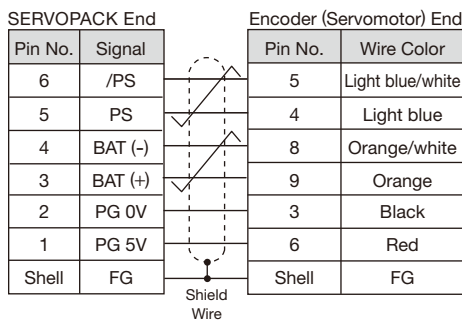 SERVOPACK End
Encoder (Servomotor) End
Pin No. Signal Pin No. Wire Color
6 /PS 5 Light blue/white
5 PS 4 Light blue
4 BAT (-) 8 Orange/white
3 BAT (+) 9 Orange
2 PG 0V 3 Black
1 PG 5V 6 Red
Shell FG Shell FG
Shield
Wire